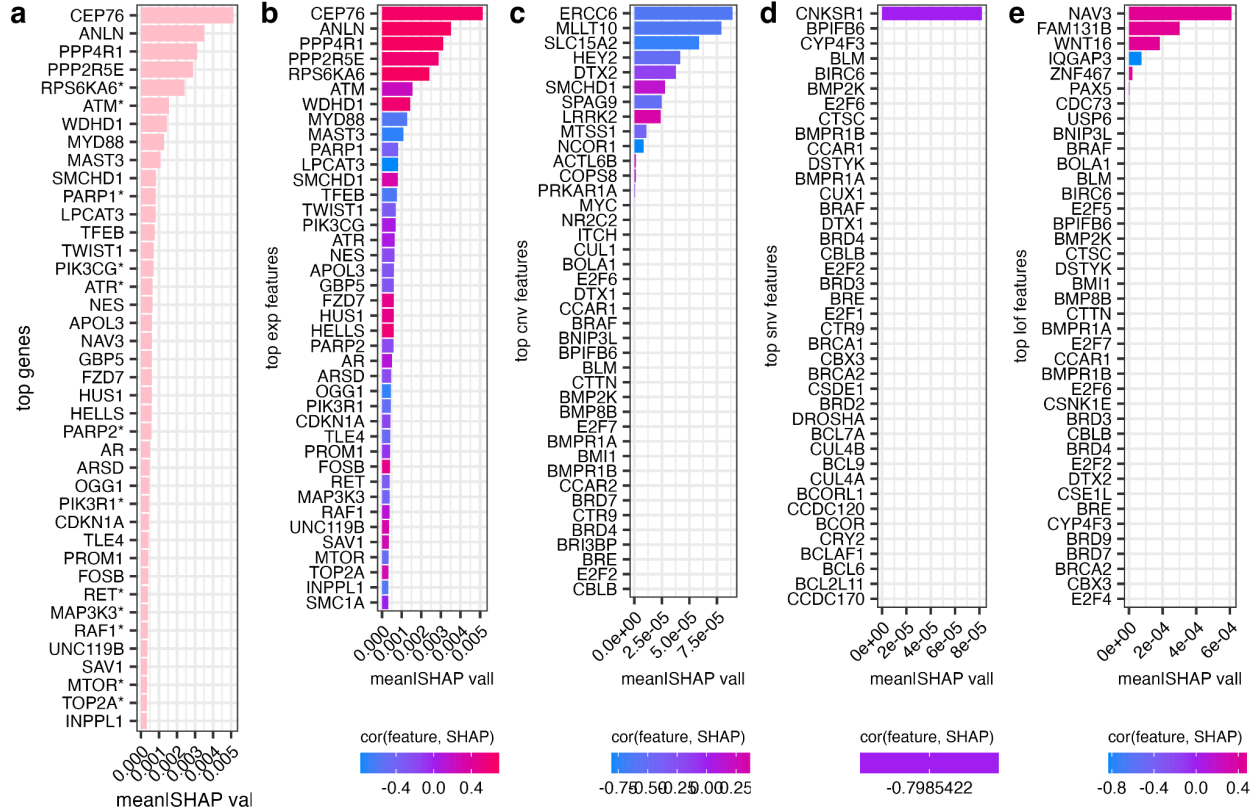 a
top genes
CEP76
ANLN
PPP4R1
PPP2R5E
RPS6KA6*
ATM*
WDHD1
MYD88
MAST3
SMCHD1
PARP1*
LPCAT3
TFEB
TWIST1
PIK3CG*
ATR*
NES
APOL3
NAV3
GBP5
FZD7
HUS1
HELLS
PARP2*
AR
ARSD
OGG1
PIK3R1*
CDKN1A
TLE4
PROM1
FOSB
RET*
MAP3K3*
RAF1*
UNC119B
SAV1
MTOR*
TOP2A*
INPPL1
0.000 0.001 0.002 0.003 0.004 0.005
mean|SHAP val
b
top exp features
CEP76
ANLN
PPP4R1
PPP2R5E
RPS6KA6
ATM
WDHD1
MYD88
MAST3
PARP1
LPCAT3
SMCHD1
TFEB
TWIST1
PIK3CG
ATR
NES
APOL3
GBP5
FZD7
HUS1
HELLS
PARP2
AR
ARSD
OGG1
PIK3R1
CDKN1A
TLE4
PROM1
FOSB
RET
MAP3K3
RAF1
UNC119B
SAV1
MTOR
TOP2A
INPPL1
SMC1A
0.000 0.001 0.002 0.003 0.004 0.005
mean|SHAP val|
cor(feature, SHAP)
-0.4 0.0 0.4
c
top cnv features
ERCC6
MLLT10
SLC15A2
HEY2
DTX2
SMCHD1
SPAG9
LRRK2
MTSS1
NCOR1
ACTL6B
COPS8
PRKAR1A
MYC
NR2C2
ITCH
CUL1
BOLA1
E2F6
DTX1
CCAR1
BRAF
BNIP3L
BPIFB6
BLM
CTTN
BMP2K
BMP8B
E2F7
BMPR1A
BMI1
BMPR1B
CCAR2
BRD7
CTR9
BRD4
BRI3BP
BRE
E2F2
CBLB
0.0e+00 2.5e-05 5.0e-05 7.5e-05
mean|SHAP val|
cor(feature, SHAP)
-0.75 -0.50 -0.25 0.00 0.25
d
top snv features
CNKSR1
BPIFB6
CYP4F3
BLM
BIRC6
BMP2K
E2F6
CTSC
BMPR1B
CCAR1
DSTYK
BMPR1A
CUX1
BRAF
DTX1
BRD4
CBLB
E2F2
BRD3
BRE
E2F1
CTR9
BRCA1
CBX3
BRCA2
CSDE1
BRD2
DROSHA
BCL7A
CUL4B
BCL9
CUL4A
BCORL1
CCDC120
BCOR
CRY2
BCLAF1
BCL6
BCL2L11
CCDC170
0e+00 2e-05 4e-05 6e-05 8e-05
mean|SHAP val|
cor(feature, SHAP)
-0.7985422
e
top lof features
NAV3
FAM131B
WNT16
IQGAP3
ZNF467
PAX5
CDC73
USP6
BNIP3L
BRAF
BOLA1
BLM
BIRC6
E2F5
BPIFB6
BMP2K
CTSC
DSTYK
BMI1
BMP8B
CTTN
BMPR1A
E2F7
CCAR1
BMPR1B
E2F6
CSNK1E
BRD3
CBLB
BRD4
E2F2
DTX2
CSE1L
BRE
CYP4F3
BRD9
BRD7
BRCA2
CBX3
E2F4
0e+00 2e-04 4e-04 6e-04
mean|SHAP val|
cor(feature, SHAP)
-0.8 -0.4 0.0 0.4